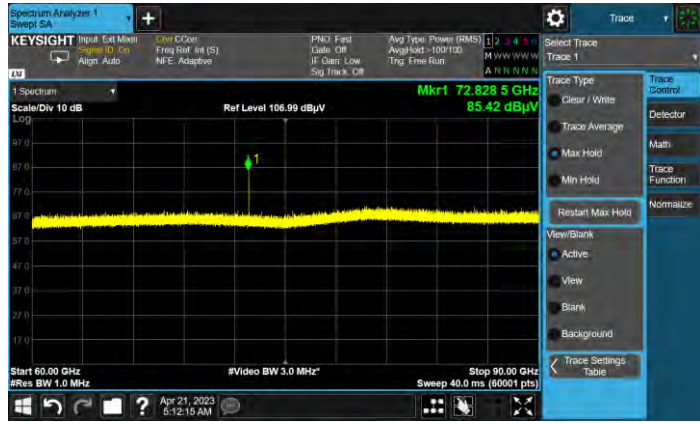 Spectrum Analyzer 1
Swept SA
Trace
KEYSIGHT
Input: Ext Mixer
Signal ID: On
Align: Auto
Corr CCorr
Freq Ref: Int (S)
NFE: Adaptive
PNO: Fast
Gate: Off
IF Gain: Low
Sig Track: Off
Avg Type: Power (RMS)
Avg|Hold:>100/100
Trig: Free Run
1 2 3 4 5 6
M W W W W W
A N N N N N
LXI
Select Trace
Trace 1
1 Spectrum
Scale/Div 10 dB
Log
Ref Level 106.99 dBµV
Mkr1 72.828 5 GHz
85.42 dBµV
97.0
87.0
77.0
67.0
57.0
47.0
37.0
27.0
17.0
1
Start 60.00 GHz
#Res BW 1.0 MHz
#Video BW 3.0 MHz*
Stop 90.00 GHz
Sweep 40.0 ms (60001 pts)
Trace Type
Clear / Write
Trace Average
Max Hold
Min Hold
Restart Max Hold
View/Blank
Active
View
Blank
Background
Trace Settings
Table
Trace
Control
Detector
Math
Trace
Function
Normalize
?
Apr 21, 2023
5:12:15 AM